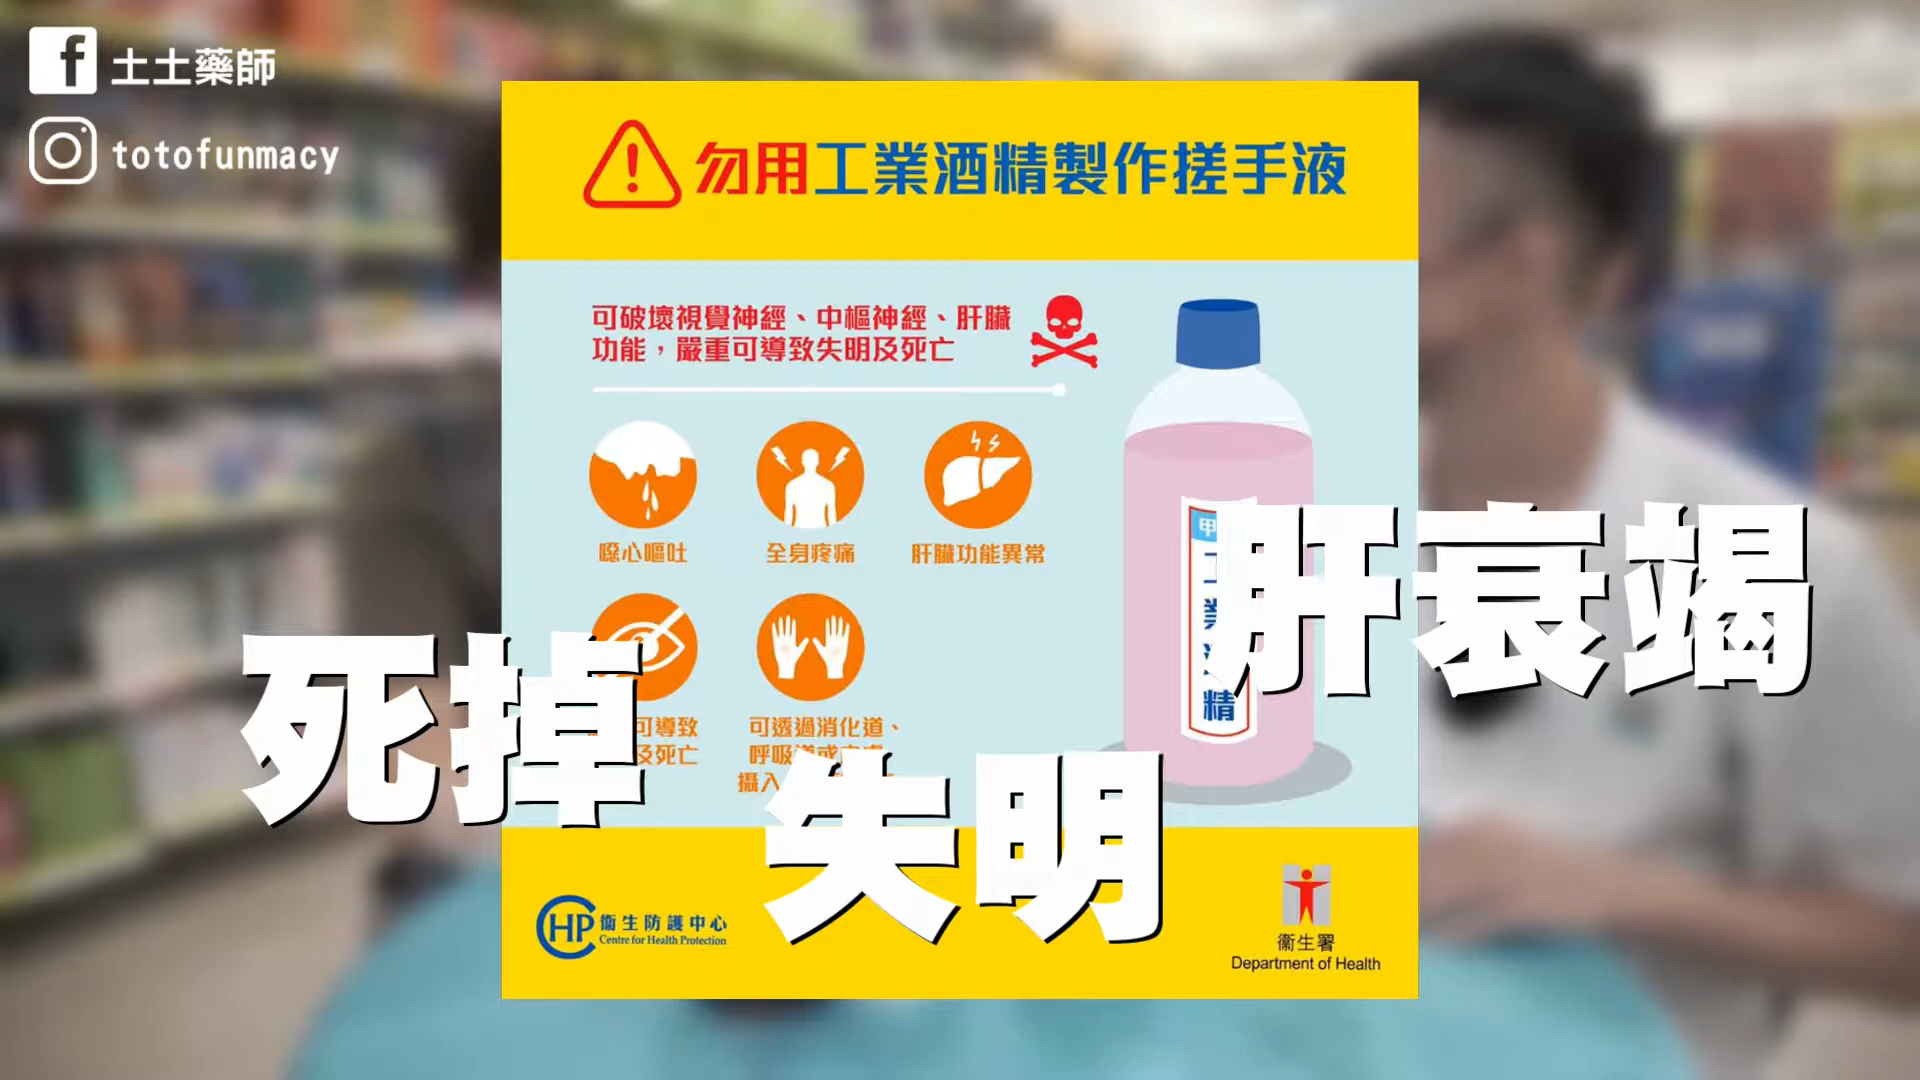 土土藥師
totofunmacy
勿用工業酒精製作搓手液
可破壞視覺神經、中樞神經、肝臟
功能，嚴重可導致失明及死亡
噁心嘔吐
全身疼痛
肝臟功能異常
可導致
及死亡
可透過消化道、
呼吸
攝入
甲
精
肝衰竭
死掉
失明
CHP
衞生防護中心
Centre for Health Protection
衞生署
Department of Health